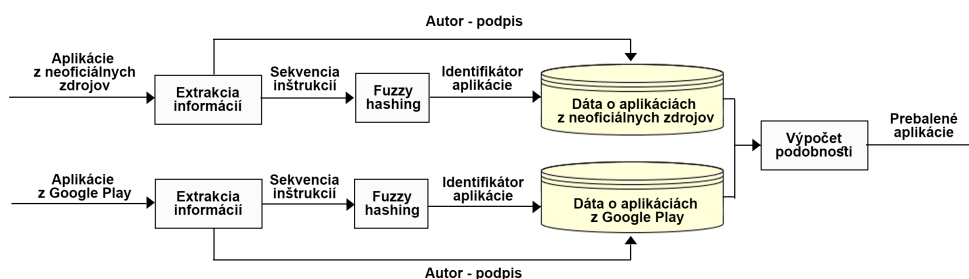 Autor - podpis
Aplikácie
z neoficiálnych
zdrojov
Extrakcia
informácií
Sekvencia
inštrukcií
Fuzzy
hashing
Identifikátor
aplikácie
Dáta o aplikáciách
z neoficiálnych zdrojov
Výpočet
podobnosti
Prebalené
aplikácie
Aplikácie
z Google Play
Extrakcia
informácií
Sekvencia
inštrukcií
Fuzzy
hashing
Identifikátor
aplikácie
Dáta o aplikáciách
z Google Play
Autor - podpis